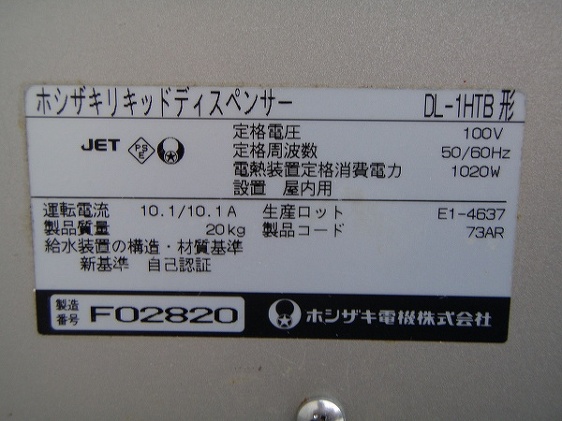 ホシザキリキッドディスペンサー DL-1HTB形
JET PSE 定格電圧 100V
定格周波数 50/60Hz
電熱装置定格消費電力 1020W
設置 屋内用
運転電流 10.1/10.1A 生産ロット E1-4637
製品質量 20kg 製品コード 73AR
給水装置の構造・材質基準
新基準 自己認証
製造番号 F02820 ホシザキ電機株式会社